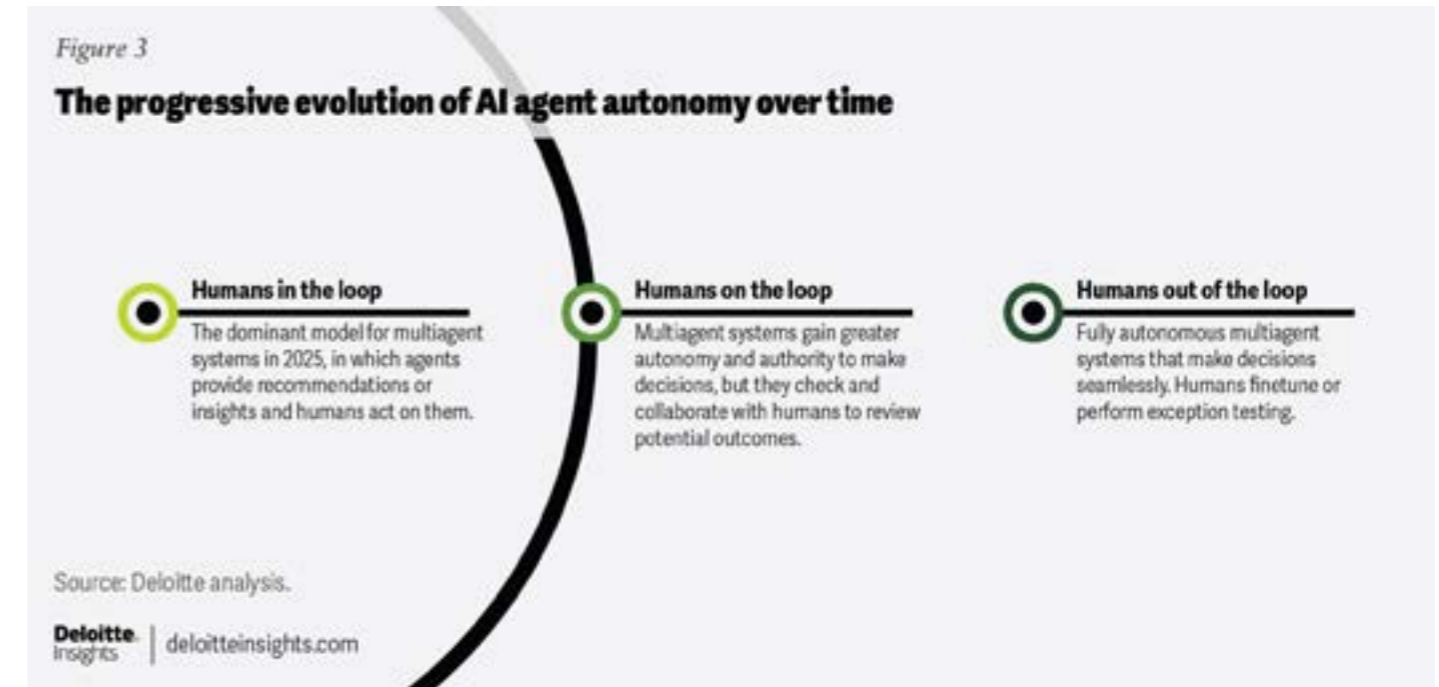 Figure 3
The progressive evolution of AI agent autonomy over time
Humans in the loop
The dominant model for multiagent
systems in 2025, in which agents
provide recommendations or
insights and humans act on them.
Humans on the loop
Multiagent systems gain greater
autonomy and authority to make
decisions, but they check and
collaborate with humans to review
potential outcomes.
Humans out of the loop
Fully autonomous multiagent
systems that make decisions
seamlessly. Humans finetune or
perform exception testing.
Source: Deloitte analysis.
Deloitte.
Insights
deloitteinsights.com